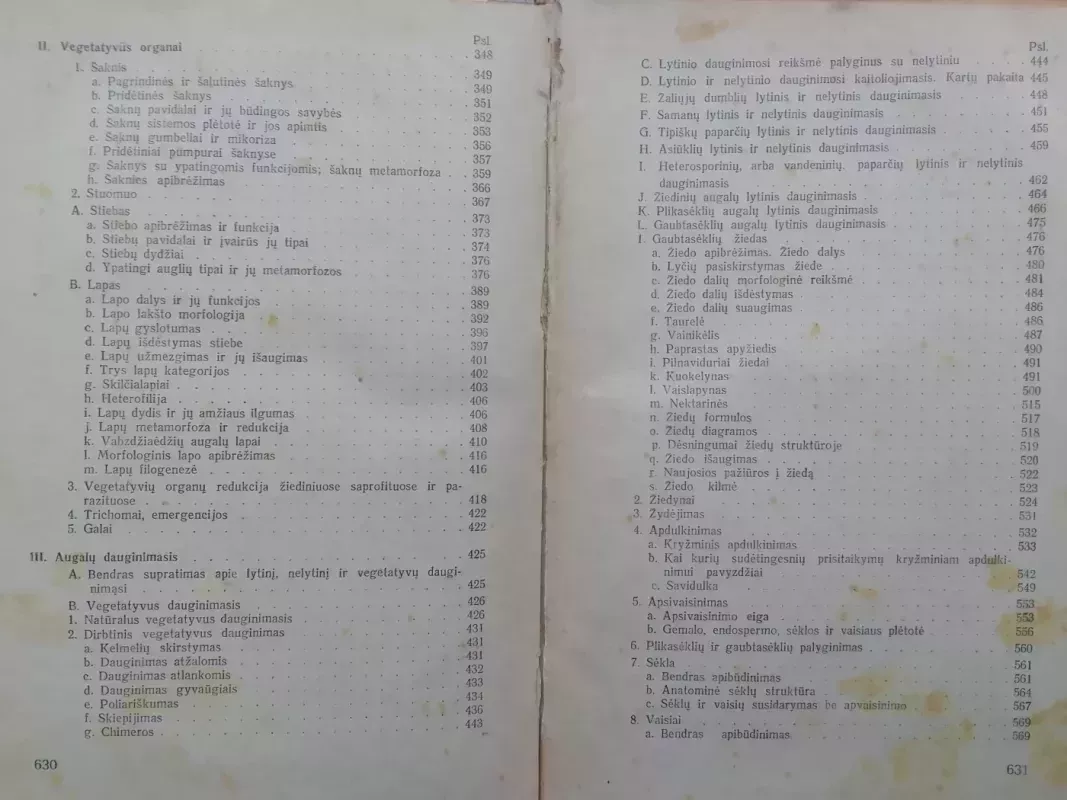 Psl.
II. Vegetatyvūs organai 348
1. Šaknis 349
a. Pagrindinės ir šalutinės šaknys 349
b. Pridėtinės šaknys 351
c. Šaknų pavidalai ir jų būdingos savybės 352
d. Šaknų sistemos plėtotė ir jos apimtis 353
e. Šaknų gumbeliai ir mikoriza 356
f. Pridėtiniai pumpurai šaknyse 357
g. Šaknys su ypatingomis funkcijomis; šaknų metamorfoza 359
h. Šaknies apibrėžimas 366
2. Stuomuo 367
A. Stiebas 373
a. Stiebo apibrėžimas ir funkcija 373
b. Stiebų pavidalai ir įvairūs jų tipai 374
c. Stiebų dydžiai 376
d. Ypatingi auglių tipai ir jų metamorfozos 376
B. Lapas 389
a. Lapo dalys ir jų funkcijos 389
b. Lapo lakšto morfologija 392
c. Lapų gyslotumas 396
d. Lapų išdėstymas stiebe 397
e. Lapų užmezgimas ir jų išaugimas 401
f. Trys lapų kategorijos 402
g. Skilčialapiai 403
h. Heterofilija 406
i. Lapų dydis ir jų amžiaus ilgumas 406
j. Lapų metamorfoza ir redukcija 408
k. Vabzdžiaėdžių augalų lapai 410
l. Morfologinis lapo apibrėžimas 416
m. Lapų filogenezė 416
3. Vegetatyvių organų redukcija žiediniuose saprofituose ir pa-
razituose 418
4. Trichomai, emergencijos 422
5. Galai 422
III. Augalų dauginimasis 425
A. Bendras supratimas apie lytinį, nelytinį ir vegetatyvų daugi-
nimąsi 425
B. Vegetatyvus dauginimasis 426
1. Natūralus vegetatyvus dauginimasis 426
2. Dirbtinis vegetatyvus dauginimas 431
a. Kelmelių skirstymas 431
b. Dauginimas atžalomis 431
c. Dauginimas atlankomis 432
d. Dauginimas gyvaūgiais 433
e. Poliariškumas 434
f. Skiepijimas 436
g. Chimeros 443
630
Psl.
C. Lytinio dauginimosi reikšmė palyginus su nelytiniu 444
D. Lytinio ir nelytinio dauginimosi kaitoliojimasis. Kartų pakaita 445
E. Žaliųjų dumblių lytinis ir nelytinis dauginimasis 448
F. Samanų lytinis ir nelytinis dauginimasis 451
G. Tipiškų paparčių lytinis ir nelytinis dauginimasis 455
H. Asiūklių lytinis ir nelytinis dauginimasis 459
I. Heterosporinių, arba vandeninių, paparčių lytinis ir nelytinis
dauginimasis 462
J. Žiedinių augalų lytinis dauginimasis 464
K. Plikasėklių augalų lytinis dauginimasis 466
L. Gaubtasėklių augalų lytinis dauginimasis 475
1. Gaubtasėklių žiedas 476
a. Žiedo apibrėžimas. Žiedo dalys 476
b. Lyčių pasiskirstymas žiede 480
c. Žiedo dalių morfologinė reikšmė 481
d. Žiedo dalių išdėstymas 484
e. Žiedo dalių suaugimas 486
f. Taurelė 486
g. Vainikėlis 487
h. Paprastas apyžiedis 490
i. Pilnaviduriai žiedai 491
k. Kuokelynas 491
l. Vaislapynas 500
m. Nektarinės 515
n. Žiedų formulos 517
o. Žiedų diagramos 518
p. Dėsningumai žiedų struktūroje 519
q. Žiedo išaugimas 520
r. Naujosios pažiūros į žiedą 522
s. Žiedo kilmė 523
2. Žiedynai 524
3. Žydėjimas 531
4. Apdulkinimas 532
a. Kryžminis apdulkinimas 533
b. Kai kurių sudėtingesnių prisitaikymų kryžminiam apdulki-
nimui pavyzdžiai 542
c. Savidulka 549
5. Apsivaisinimas 553
a. Apsivaisinimo eiga 553
b. Gemalo, endospermo, sėklos ir vaisiaus plėtotė 556
6. Plikasėklių ir gaubtasėklių palyginimas 560
7. Sėkla 561
a. Bendras apibūdinimas 561
b. Anatominė sėklų struktūra 564
c. Sėklų ir vaisių susidarymas be apvaisinimo 567
8. Vaisiai 569
a. Bendras apibūdinimas 569
631